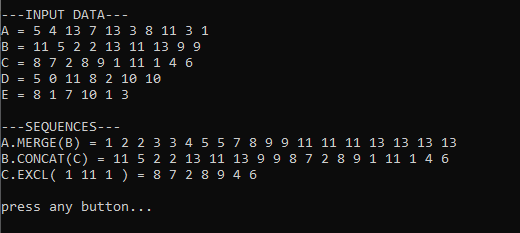 ---INPUT DATA---
A = 5 4 13 7 13 3 8 11 3 1
B = 11 5 2 2 13 11 13 9 9
C = 8 7 2 8 9 1 11 1 4 6
D = 5 0 11 8 2 10 10
E = 8 1 7 10 1 3
---SEQUENCES---
A.MERGE(B) = 1 2 2 3 3 4 5 5 7 8 9 9 11 11 11 13 13 13 13
B.CONCAT(C) = 11 5 2 2 13 11 13 9 9 8 7 2 8 9 1 11 1 4 6
C.EXCL( 1 11 1 ) = 8 7 2 8 9 4 6
press any button...